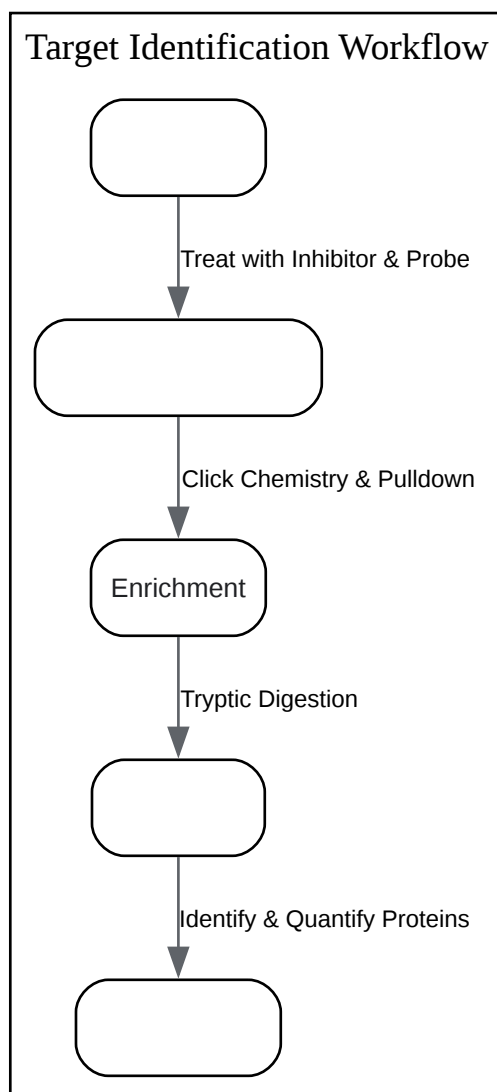 Target Identification Workflow
Treat with Inhibitor & Probe
Click Chemistry & Pulldown
Enrichment
Tryptic Digestion
Identify & Quantify Proteins